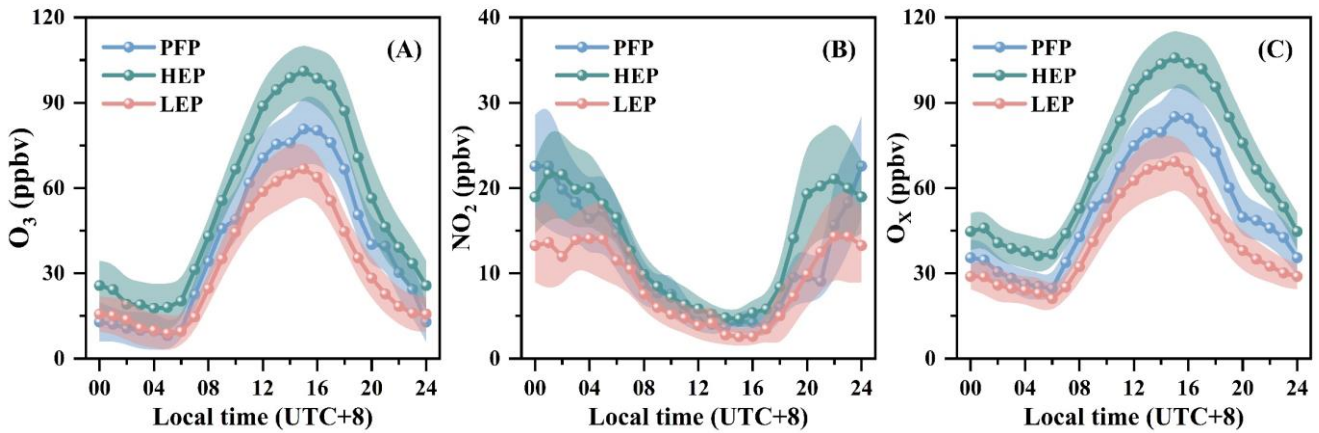 (A)
PFP
HEP
LEP
O3 (ppbv)
120
90
60
30
0
00 04 08 12 16 20 24
Local time (UTC+8)
(B)
PFP
HEP
LEP
NO2 (ppbv)
40
30
20
10
0
00 04 08 12 16 20 24
Local time (UTC+8)
(C)
PFP
HEP
LEP
OX (ppbv)
120
90
60
30
0
00 04 08 12 16 20 24
Local time (UTC+8)